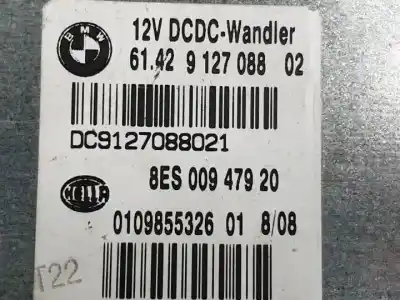 BMW
12V DCDC-Wandler
61.42 9 127 088 02
DC9127088021
8ES 009 479 20
HELLA
0109855326 01 8/08
T22